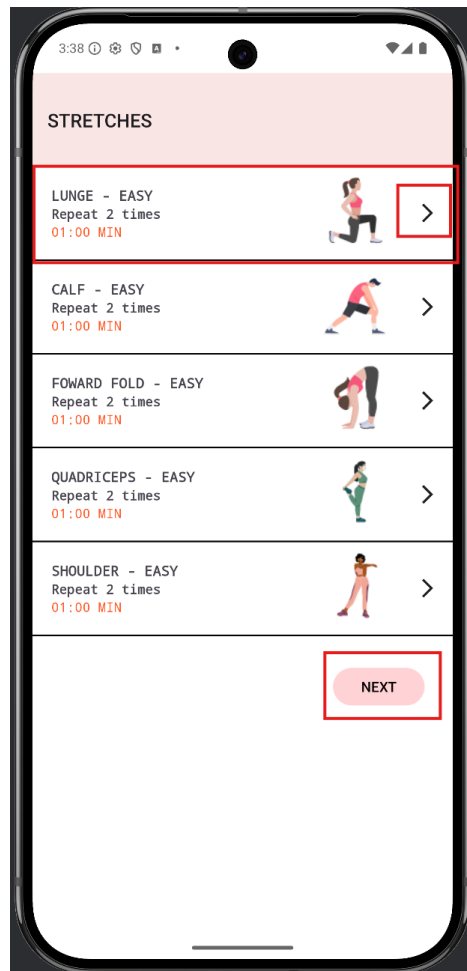 3:38
STRETCHES
LUNGE - EASY
Repeat 2 times
01:00 MIN
CALF - EASY
Repeat 2 times
01:00 MIN
FOWARD FOLD - EASY
Repeat 2 times
01:00 MIN
QUADRICEPS - EASY
Repeat 2 times
01:00 MIN
SHOULDER - EASY
Repeat 2 times
01:00 MIN
NEXT